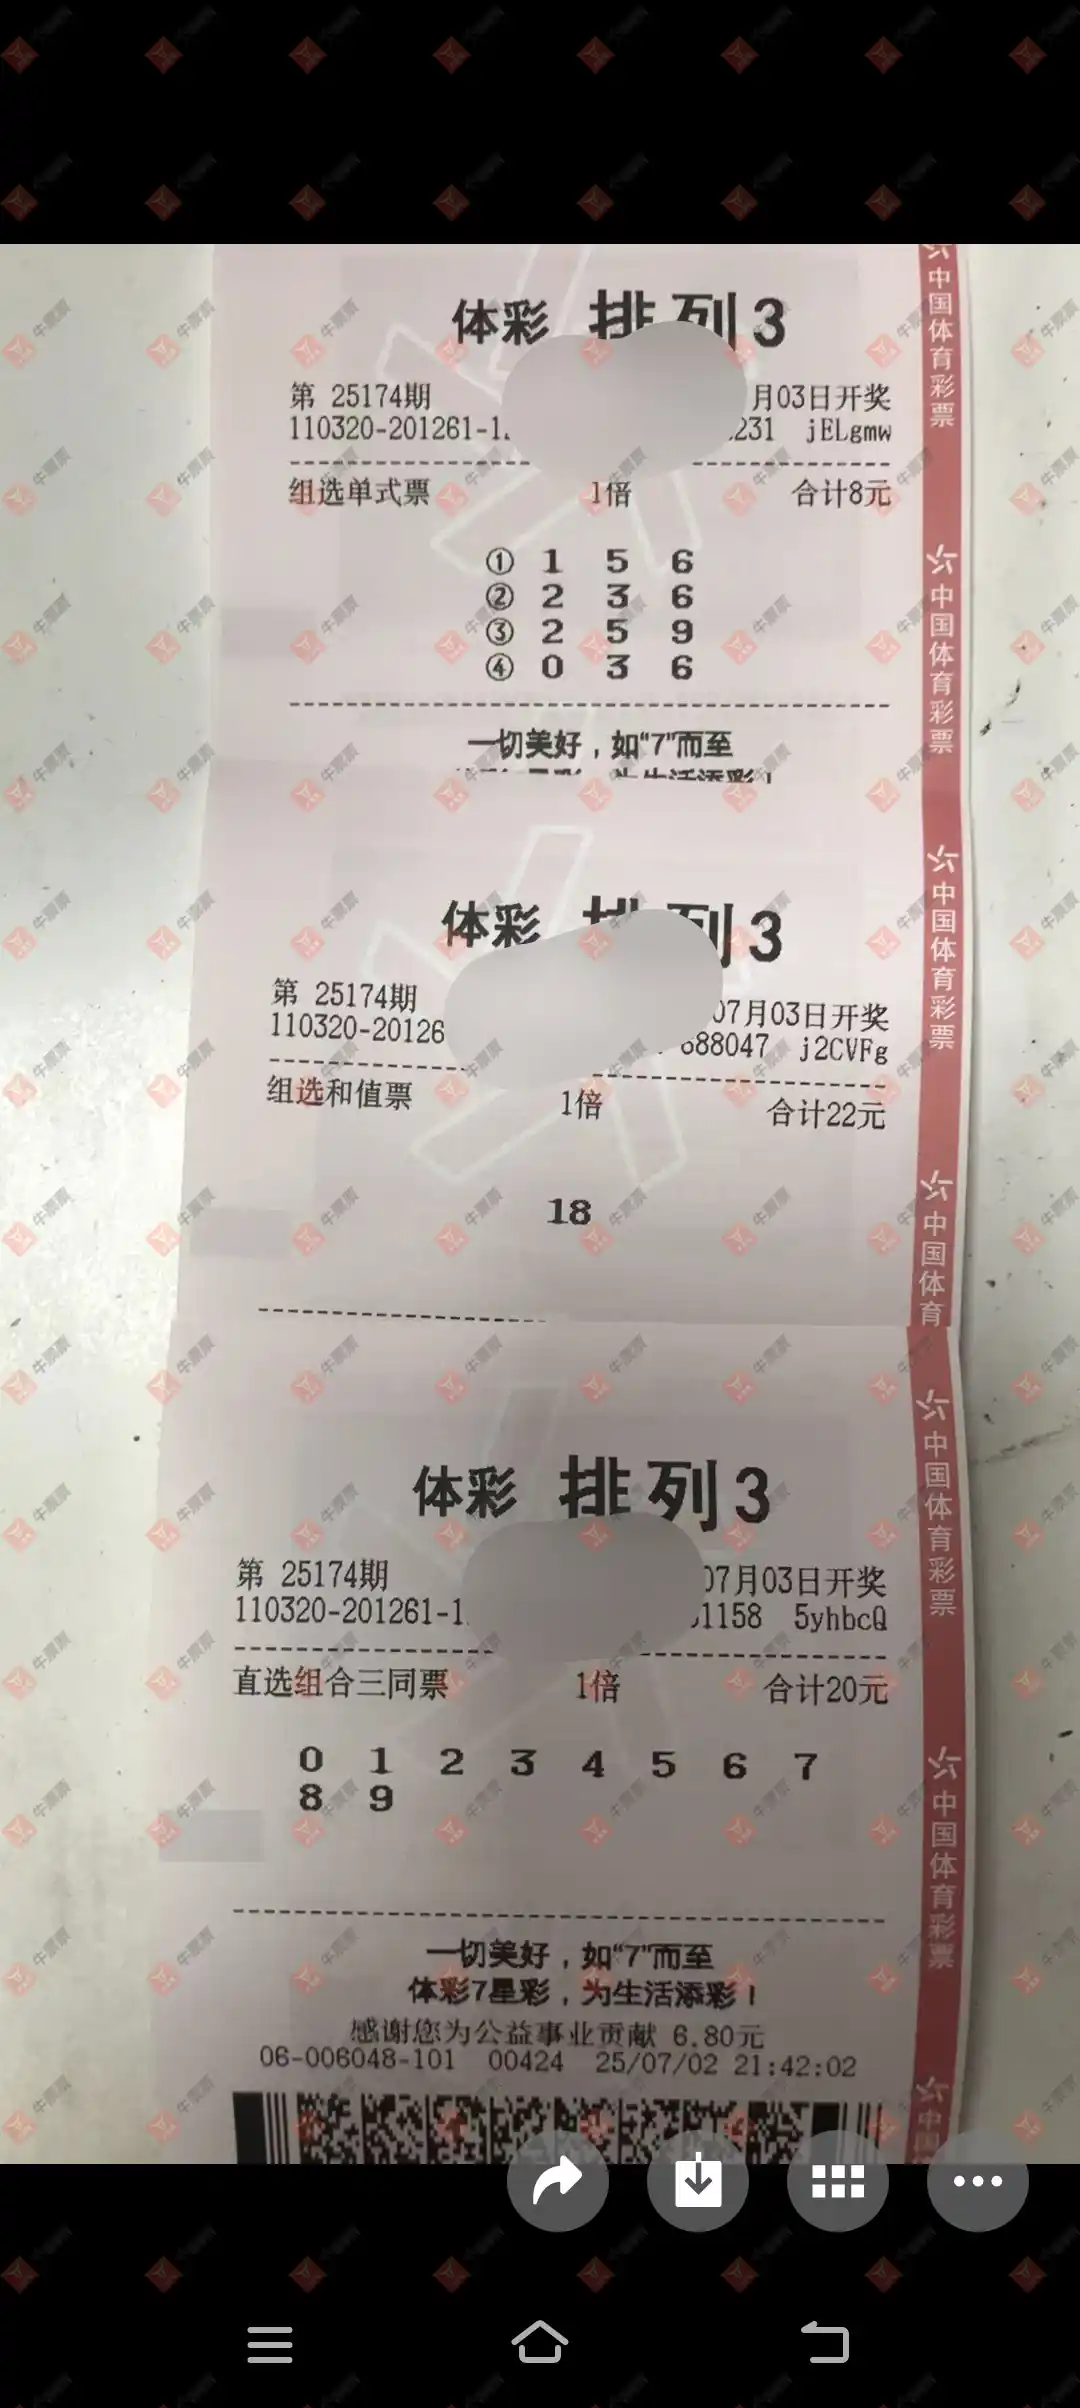 体彩 排列3
第 25174期 月03日开奖
110320-201261-1 231 jELgmw
组选单式票 1倍 合计8元
① 1 5 6
② 2 3 6
③ 2 5 9
④ 0 3 6
一切美好，如“7”而至
体彩 排列3
第 25174期 07月03日开奖
110320-20126 688047 j2CVFg
组选和值票 1倍 合计22元
18
体彩 排列3
第 25174期 07月03日开奖
110320-201261-1 1158 5yhbcQ
直选组合三同票 1倍 合计20元
0 1 2 3 4 5 6 7
8 9
一切美好，如“7”而至
体彩7星彩，为生活添彩！
感谢您为公益事业贡献 6.80元
06-006048-101 00424 25/07/02 21:42:02
中国体育彩票
中国体育彩票
中国体育彩票
中国体育
中国体育彩票
中国体育彩票
牛票票